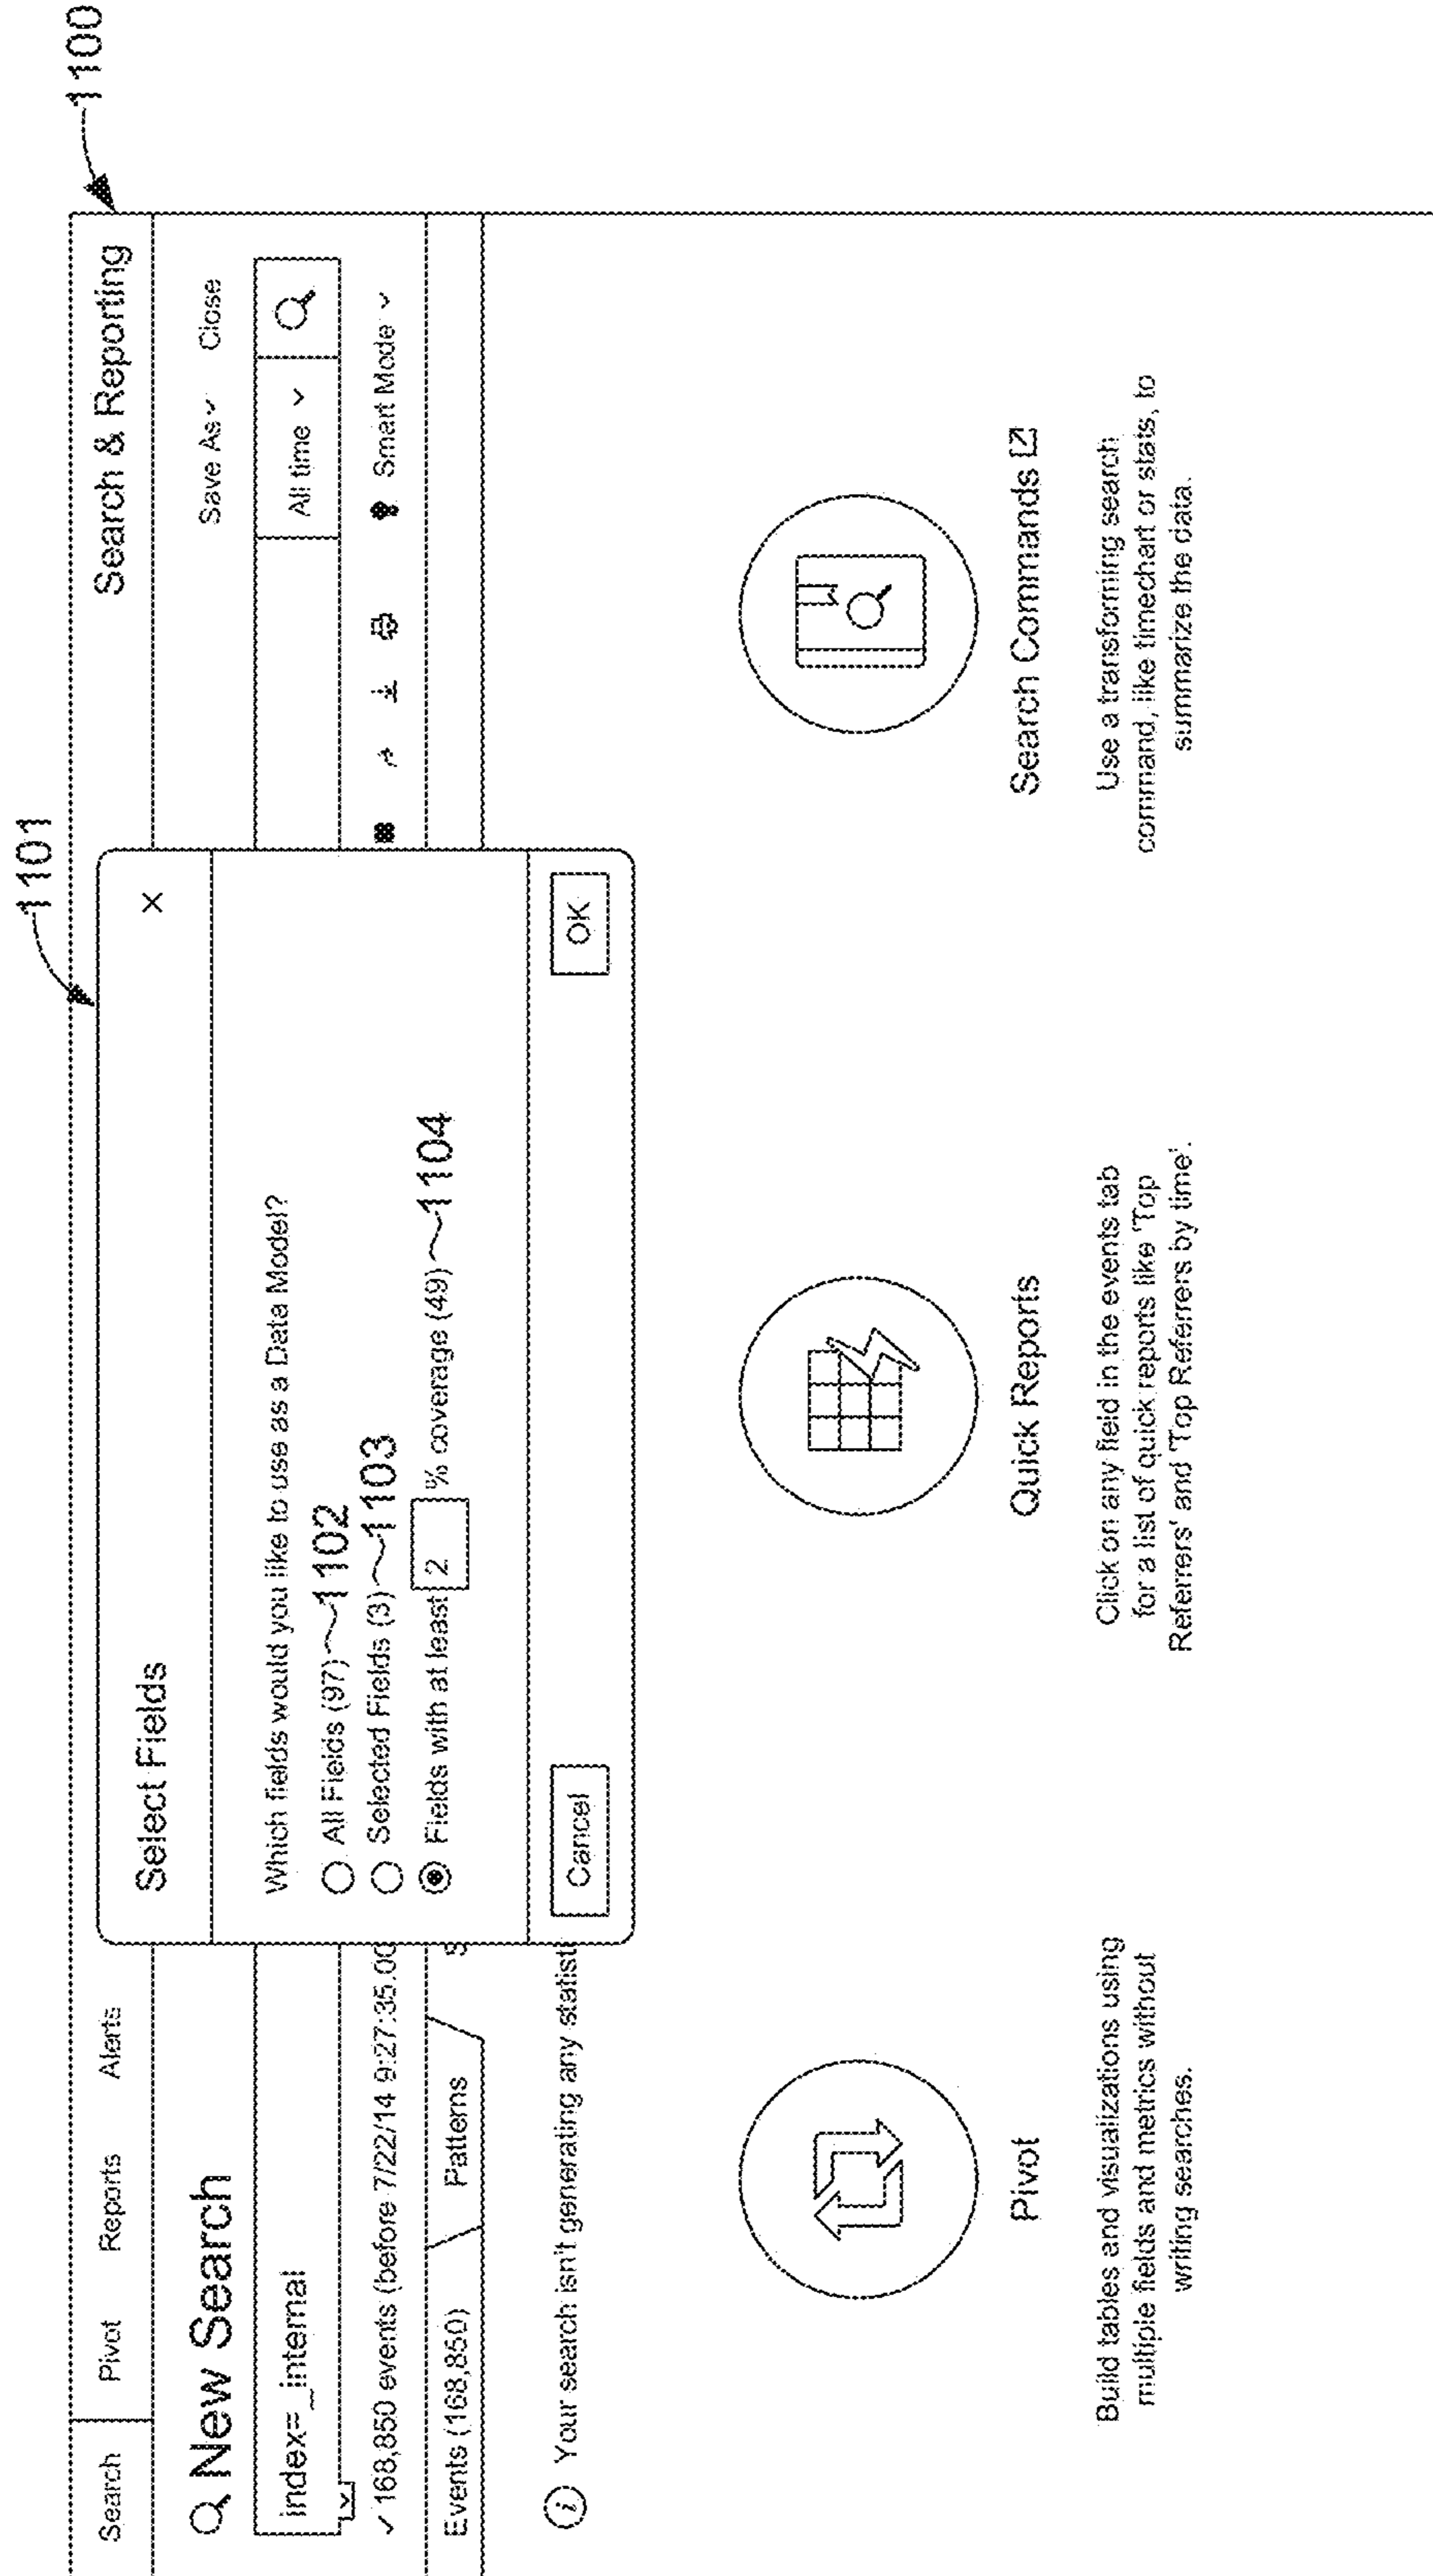 1100
1101
Search Pivot Reports Alerts Search & Reporting
New Search
Save As Close
index=_internal
All time
✓168,850 events (before 7/22/14 9:27:35.00
Smart Mode
Events (168,850) Patterns S
Your search isn't generating any statisti
Select Fields ×
Which fields would you like to use as a Data Model?
All Fields (97) 1102
Selected Fields (3) 1103
Fields with at least 2 % coverage (49) 1104
Cancel OK
Pivot
Build tables and visualizations using
multiple fields and metrics without
writing searches.
Quick Reports
Click on any field in the events tab
for a list of quick reports like 'Top
Referrers' and 'Top Referrers by time'.
Search Commands
Use a transforming search
command, like timechart or stats, to
summarize the data.